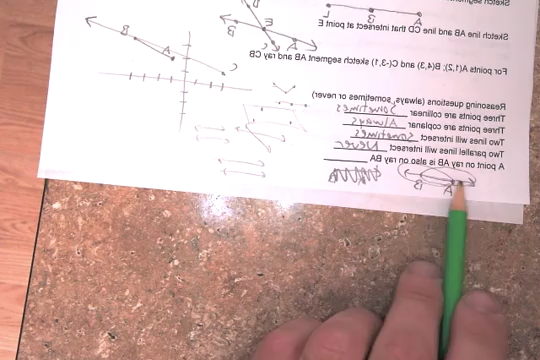 Sketch segm
L B A
Sketch line AB and line CD that intersect at point E
B E A C D
For points A(1,2); B(4,3) and C(-3,1) sketch segment AB and ray CB
B A C
Reasoning questions (always, sometimes or never)
Three points are collinear Sometimes
Three points are coplanar Always
Two lines will intersect Sometimes
Two parallel lines will intersect Never
A point on ray AB is also on ray BA
A B